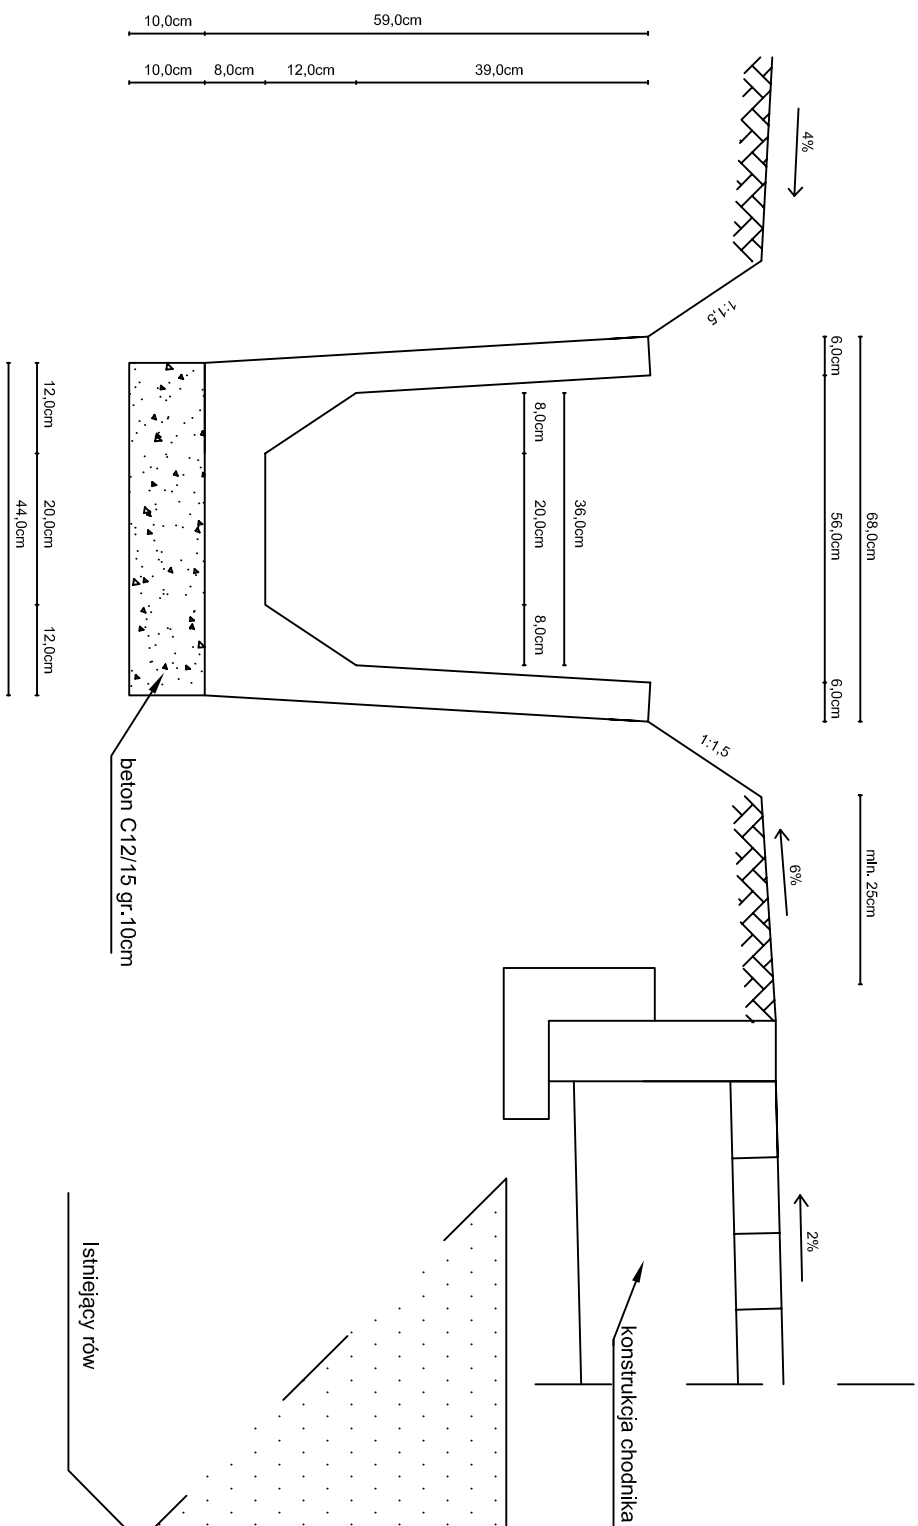 10,0cm
59,0cm
10,0cm
8,0cm
12,0cm
39,0cm
4%
1:1,5
6,0cm
56,0cm
6,0cm
68,0cm
8,0cm
20,0cm
8,0cm
36,0cm
12,0cm
20,0cm
12,0cm
44,0cm
1:1,5
min. 25cm
6%
beton C12/15 gr.10cm
2%
konstrukcja chodnika
Istniejący rów